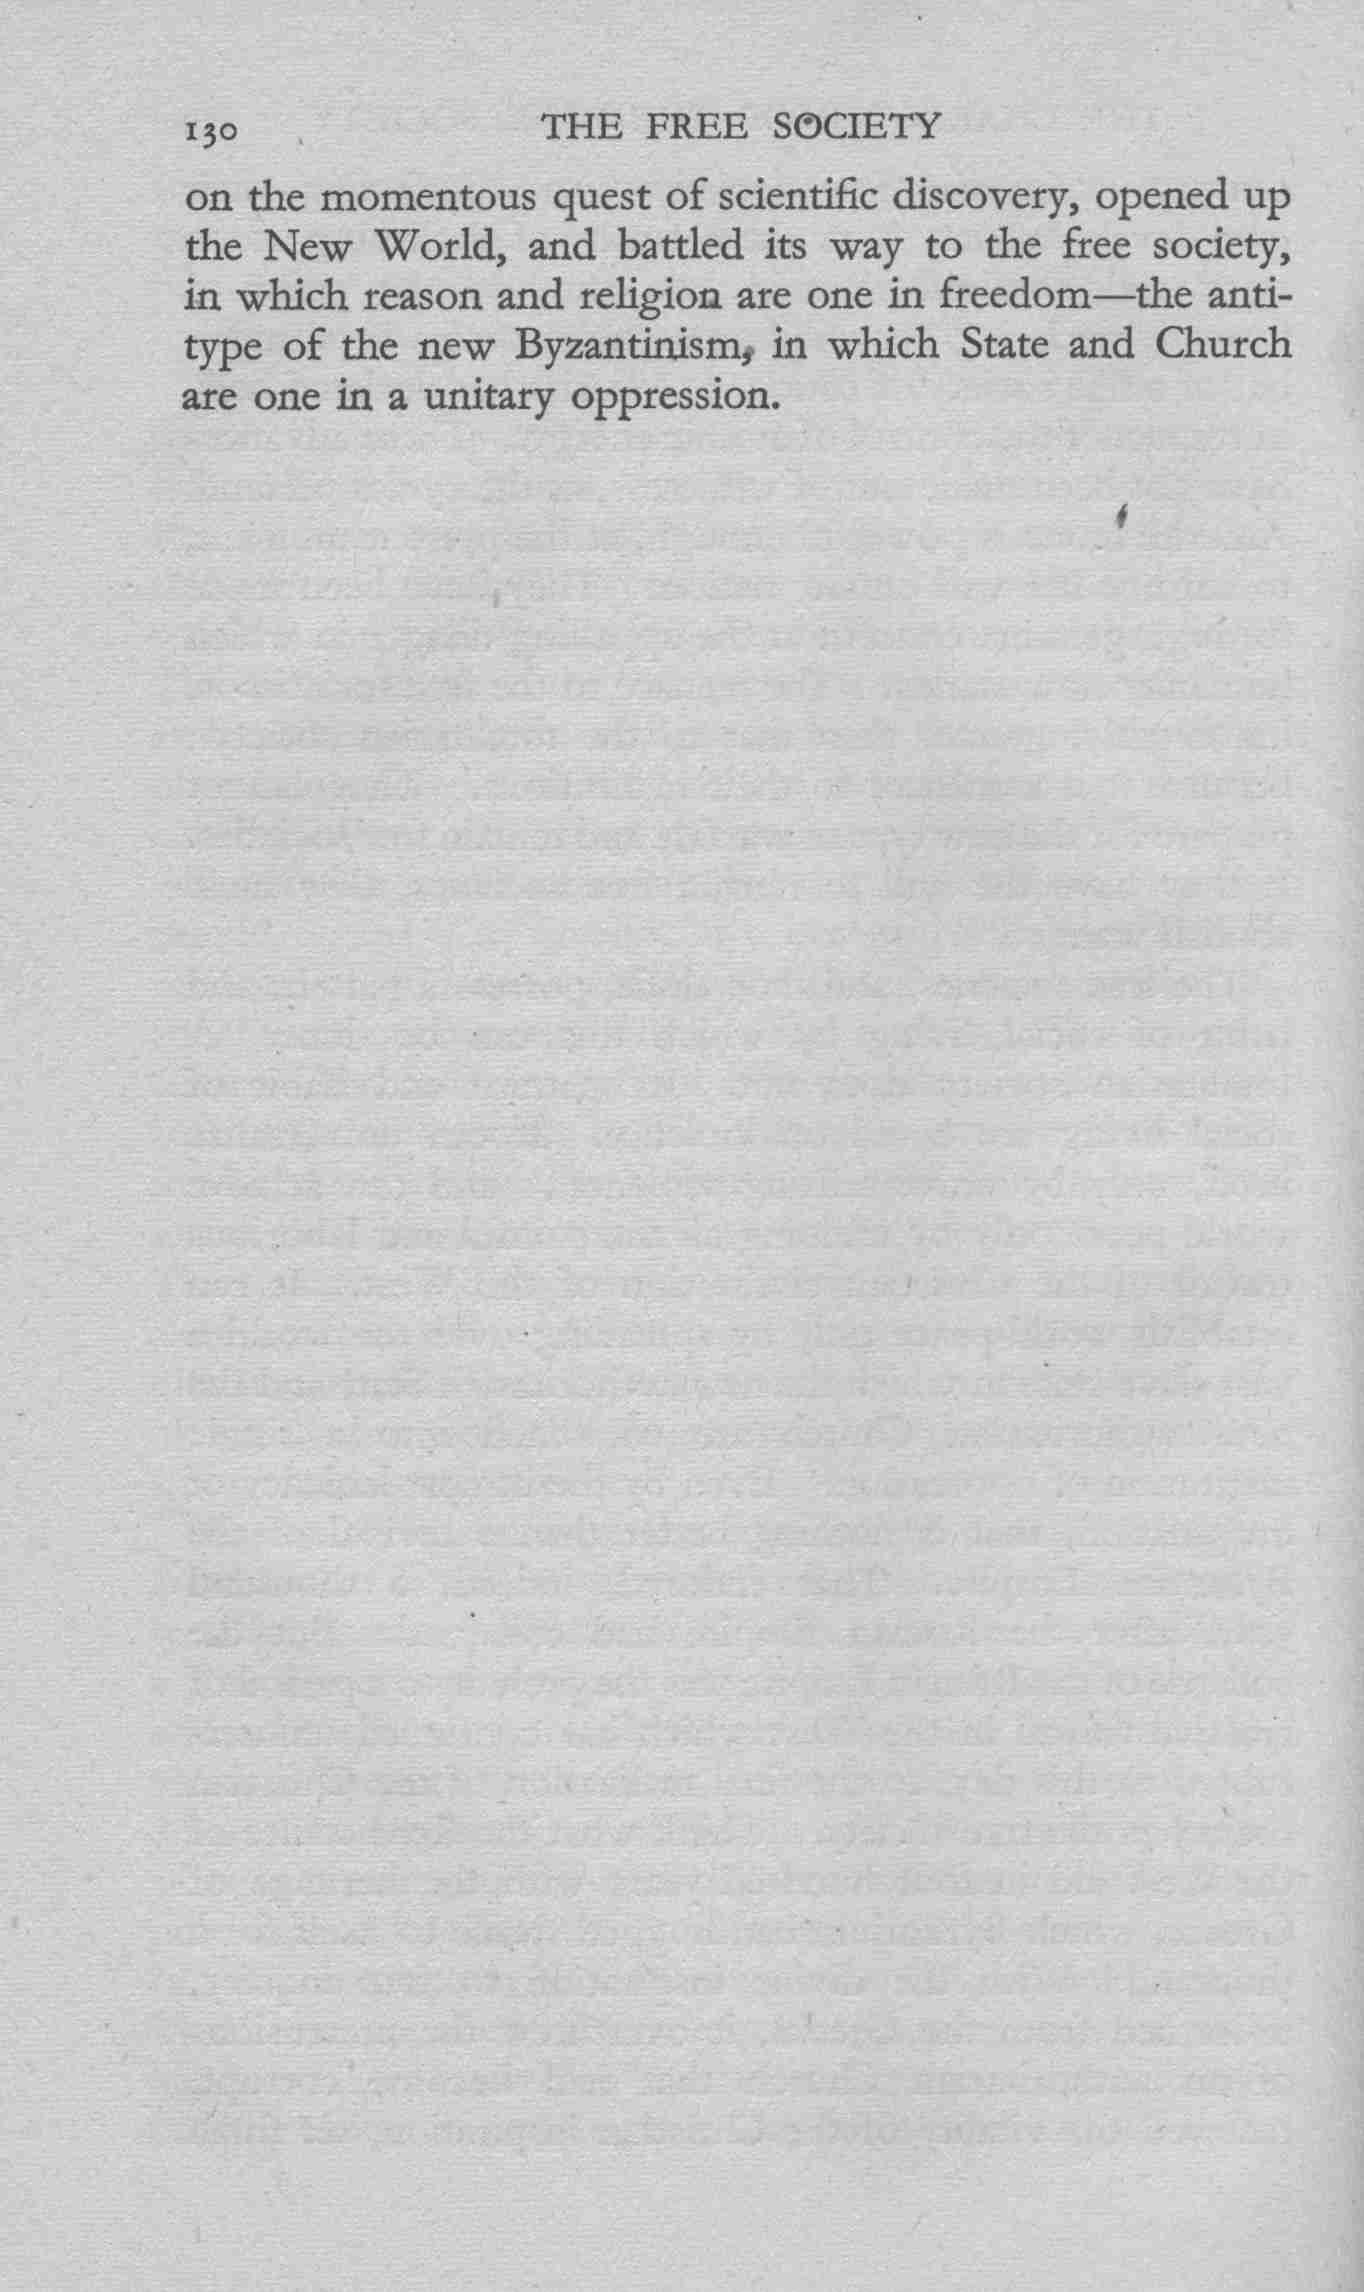 130 THE FREE SOCIETY
on the momentous quest of scientific discovery, opened up
the New World, and battled its way to the free society,
in which reason and religion are one in freedom—the anti-
type of the new Byzantinism, in which State and Church
are one in a unitary oppression.